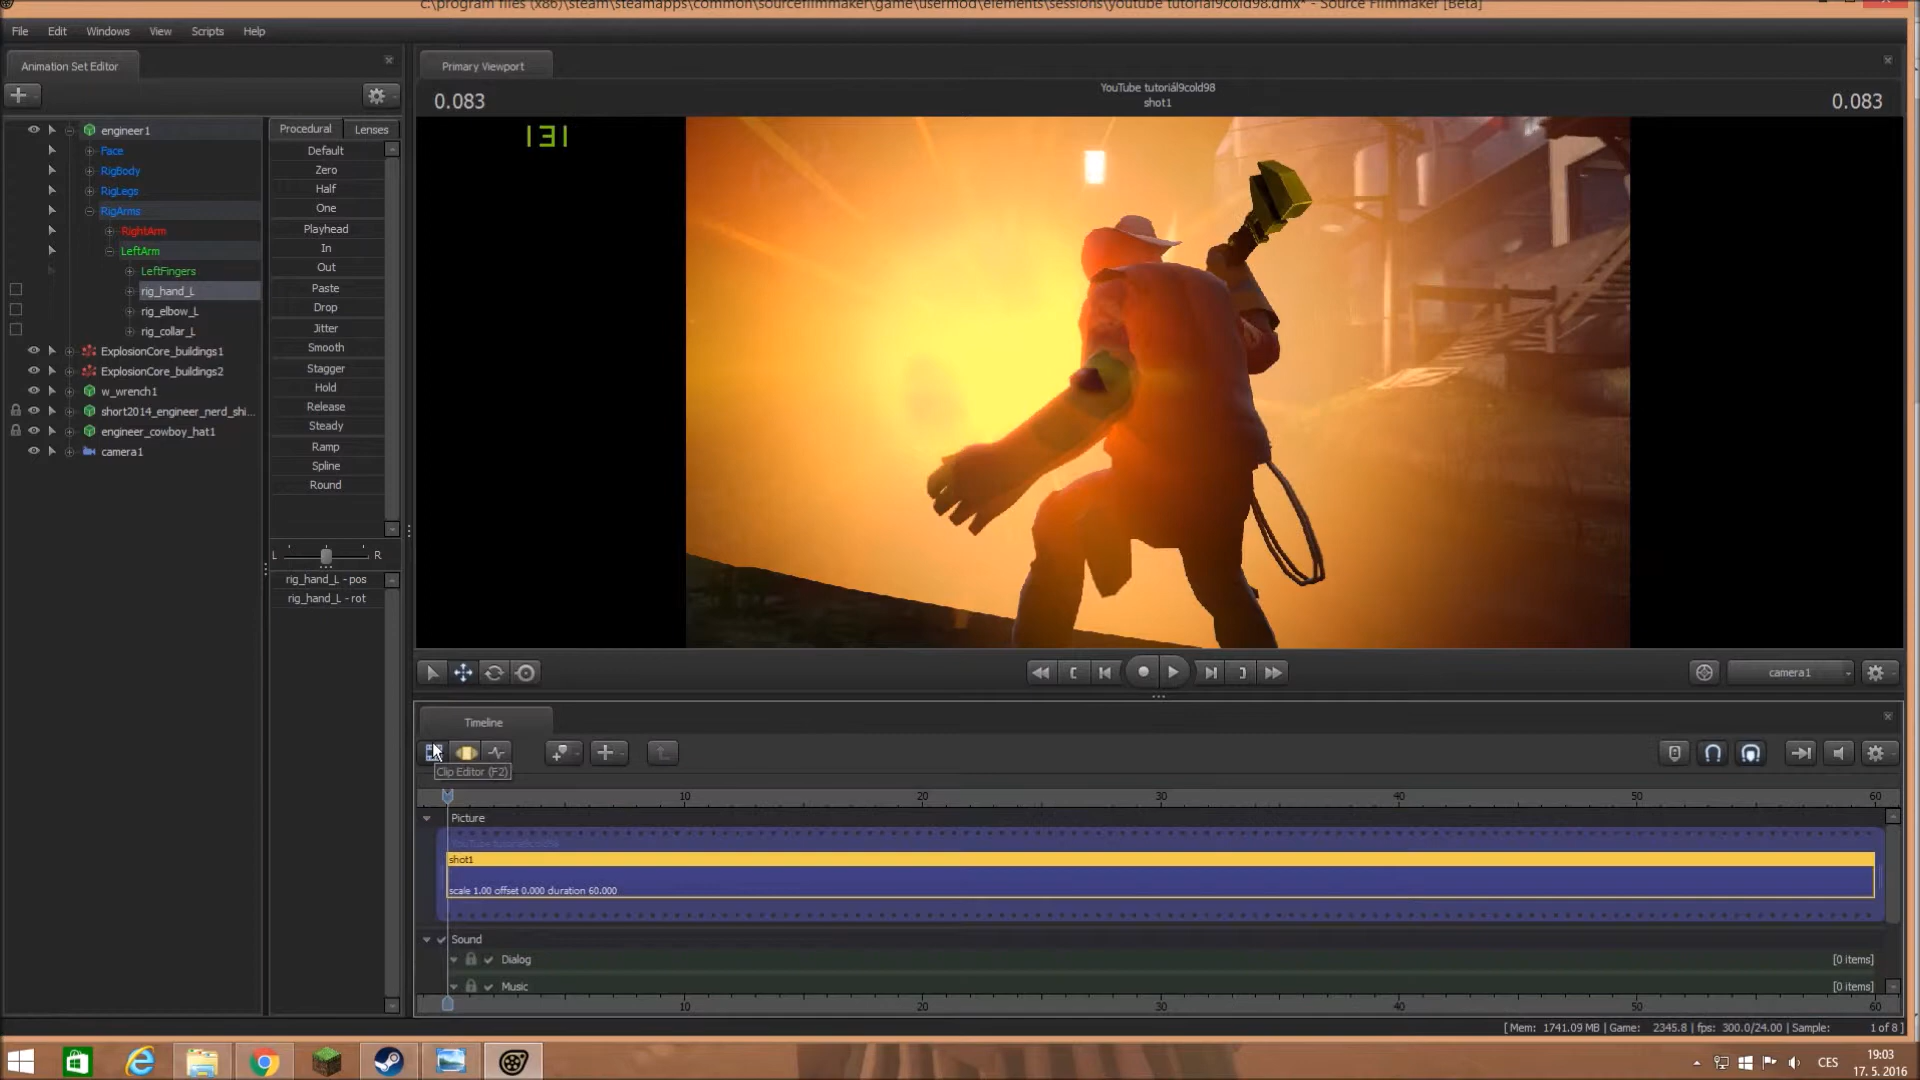 c:\program files (x86)\steam\steamapps\common\sourcefilmmaker\game\usermod\elements\sessions\youtube tutorial9cold98.dmx* - Source Filmmaker [Beta]
File Edit Windows View Scripts Help
Animation Set Editor
Primary Viewport
YouTube tutorial9cold98
shot1
0.083
0.083
131
engineer1
Face
RigBody
RigLegs
RigArms
RightArm
LeftArm
LeftFingers
rig_hand_L
rig_elbow_L
rig_collar_L
ExplosionCore_buildings1
ExplosionCore_buildings2
w_wrench1
short2014_engineer_nerd_shi...
engineer_cowboy_hat1
camera1
Procedural Lenses
Default
Zero
Half
One
Playhead
In
Out
Paste
Drop
Jitter
Smooth
Stagger
Hold
Release
Steady
Ramp
Spline
Round
L R
rig_hand_L - pos
rig_hand_L - rot
camera1
Timeline
Clip Editor (F2)
10 20 30 40 50 60
Picture
shot1
scale 1.00 offset 0.000 duration 60.000
Sound
Dialog [0 items]
Music [0 items]
10 20 30 40 50 60
[ Mem: 1741.09 MB | Game: 2345.8 | fps: 300.0/24.00 | Sample: 1 of 8 ]
CES
19:03
17. 5. 2016